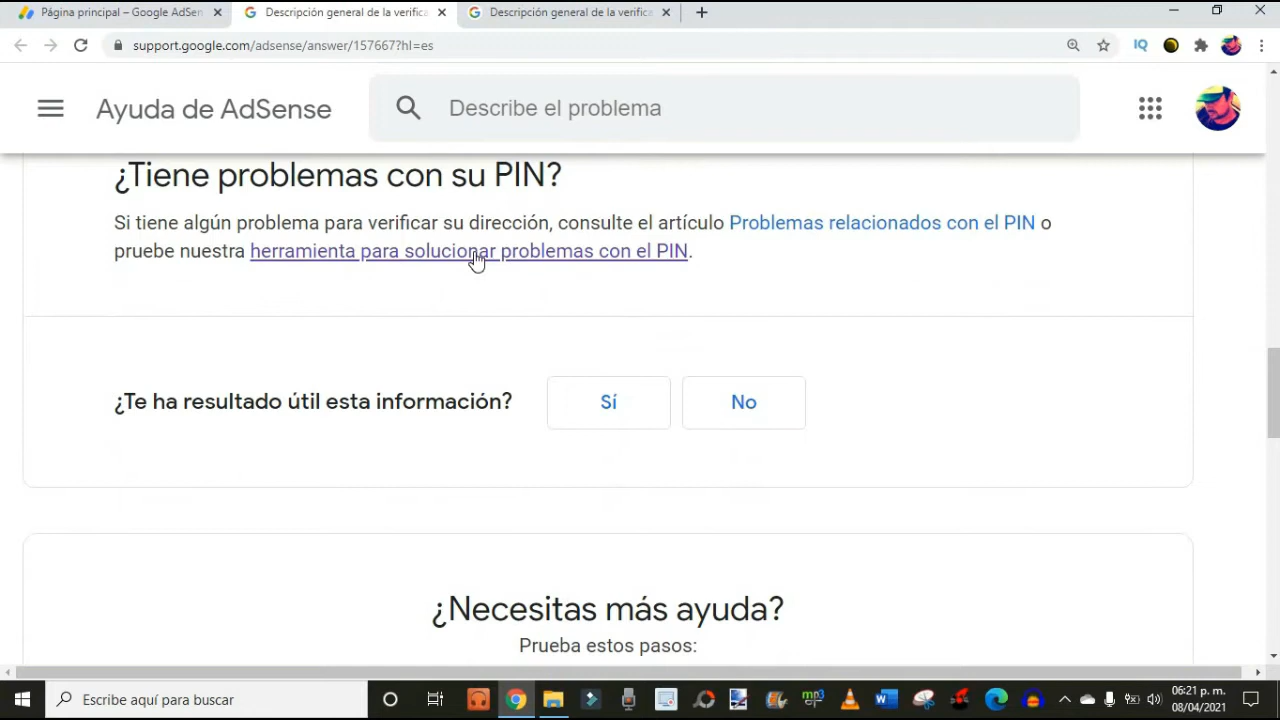 Página principal – Google AdSen
Descripción general de la verifica
Descripción general de la verifica
support.google.com/adsense/answer/157667?hl=es
IQ
Ayuda de AdSense
Describe el problema
¿Tiene problemas con su PIN?
Si tiene algún problema para verificar su dirección, consulte el artículo Problemas relacionados con el PIN o
pruebe nuestra herramienta para solucionar problemas con el PIN.
¿Te ha resultado útil esta información?
Sí
No
¿Necesitas más ayuda?
Prueba estos pasos:
Escribe aquí para buscar
mp3
06:21 p. m.
08/04/2021